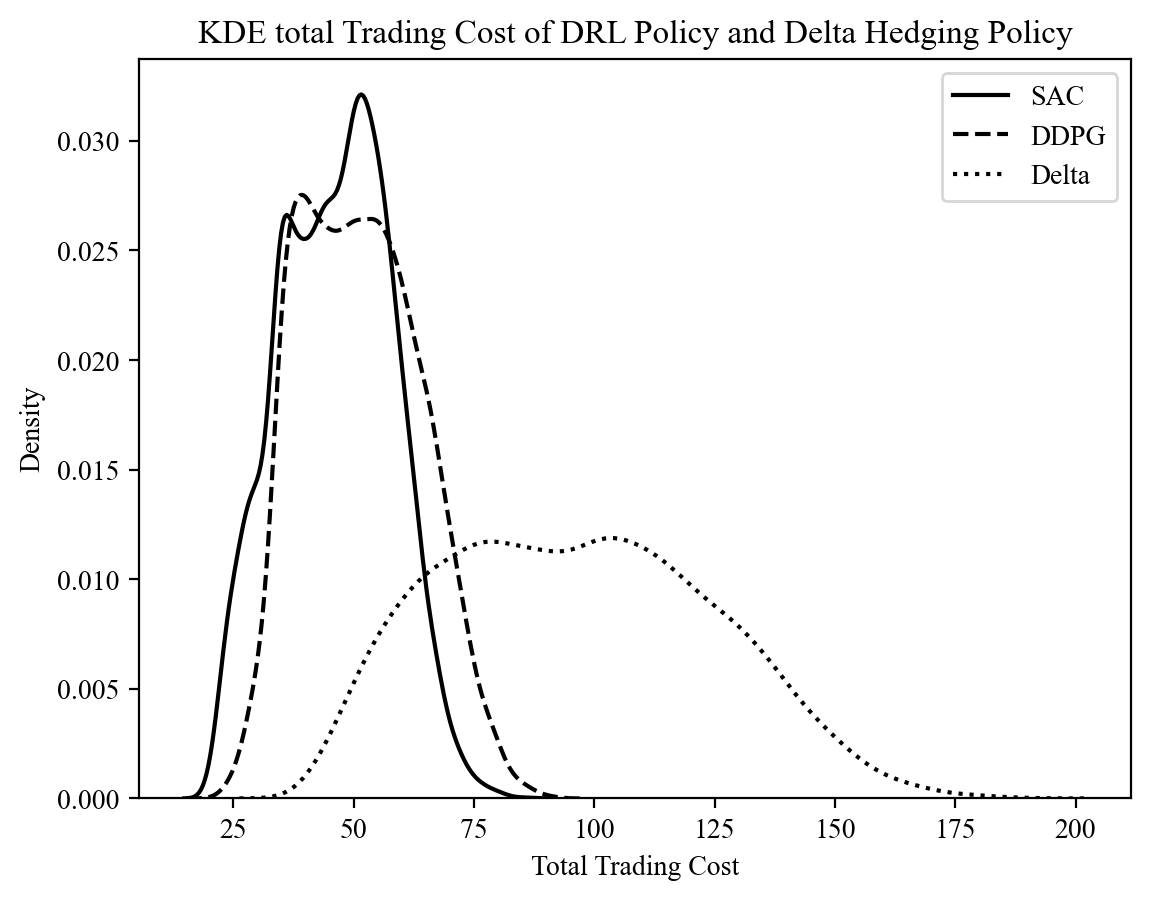 KDE total Trading Cost of DRL Policy and Delta Hedging Policy
SAC
DDPG
Delta
Density
0.030
0.025
0.020
0.015
0.010
0.005
0.000
25 50 75 100 125 150 175 200
Total Trading Cost